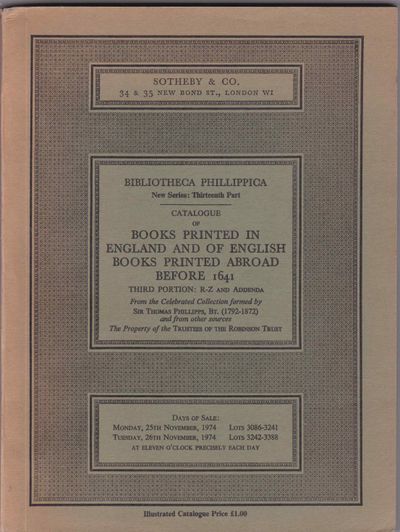 SOTHEBY & CO.
34 & 35 NEW BOND ST., LONDON W1
BIBLIOTHECA PHILLIPPICA
New Series: Thirteenth Part
CATALOGUE
OF
BOOKS PRINTED IN
ENGLAND AND OF ENGLISH
BOOKS PRINTED ABROAD
BEFORE 1641
THIRD PORTION: R-Z AND ADDENDA
From the Celebrated Collection formed by
SIR THOMAS PHILLIPPS, BT. (1792-1872)
and from other sources
The Property of the TRUSTEES OF THE ROBINSON TRUST
DAYS OF SALE:
MONDAY, 25TH NOVEMBER, 1974 LOTS 3086-3241
TUESDAY, 26TH NOVEMBER, 1974 LOTS 3242-3388
AT ELEVEN O'CLOCK PRECISELY EACH DAY
Illustrated Catalogue Price £1.00